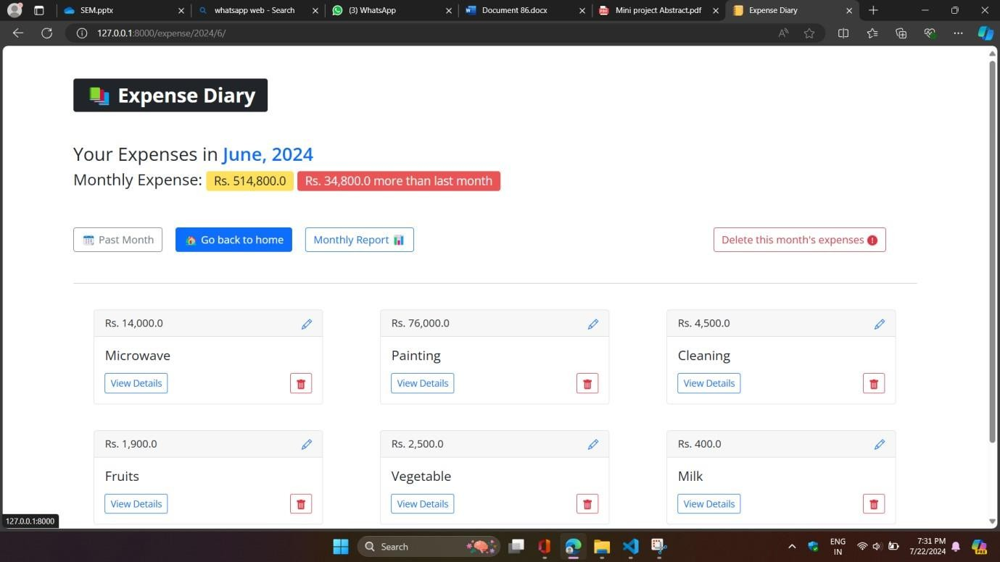 SEM.pptx
whatsapp web - Search
(3) WhatsApp
Document 86.docx
Mini project Abstract.pdf
Expense Diary
127.0.0.1:8000/expense/2024/6/
Expense Diary
Your Expenses in June, 2024
Monthly Expense: Rs. 514,800.0 Rs. 34,800.0 more than last month
Past Month Go back to home Monthly Report Delete this month's expenses
Rs. 14,000.0
Microwave
View Details
Rs. 76,000.0
Painting
View Details
Rs. 4,500.0
Cleaning
View Details
Rs. 1,900.0
Fruits
View Details
Rs. 2,500.0
Vegetable
View Details
Rs. 400.0
Milk
View Details
127.0.0.1:8000
Search
ENG
IN
7:31 PM
7/22/2024
PRE